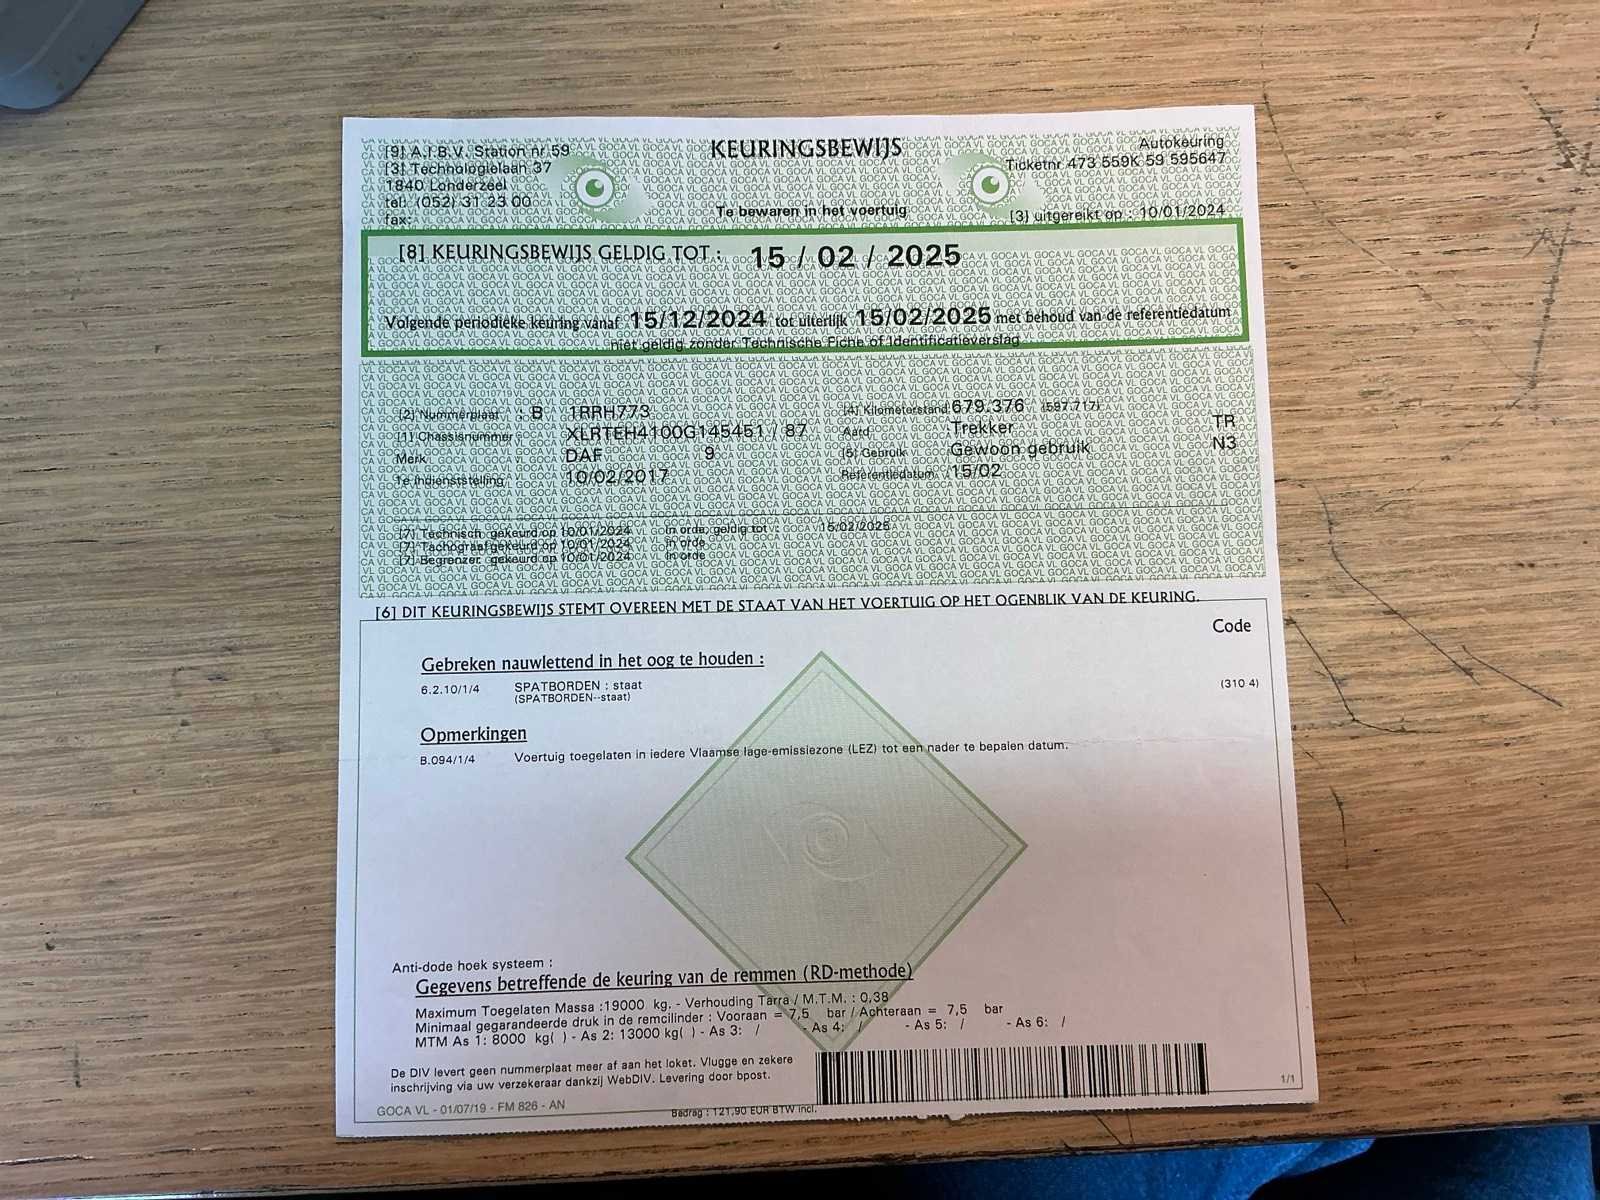 [9] A.I.B.V. Station nr 59
[3] Technologielaan 37
1840 Londerzeel
tel: (052) 31 23 00
fax:
KEURINGSBEWIJS
Te bewaren in het voertuig
Autokeuring
Ticketnr 473 559K 59 595647
[3] uitgereikt op : 10/01/2024
[8] KEURINGSBEWIJS GELDIG TOT : 15 / 02 / 2025
Volgende periodieke keuring vanaf 15/12/2024 tot uiterlijk 15/02/2025 met behoud van de referentiedatum
niet geldig zonder Technische Fiche of Identificatieverslag
[2] Nummerplaat : B 1RRH773
[1] Chassisnummer : XLRTEH4100G145451 / 87
Merk DAF 9
1e Indienststelling 10/02/2017
[4] Kilometerstand 679.376 (597.717)
Aard Trekker TR
[5] Gebruik Gewoon gebruik N3
Referentiedatum 15/02
[7] Technisch gekeurd op 10/01/2024 in orde, geldig tot : 15/02/2025
[7] Tachograaf gekeurd op 10/01/2024 in orde
[7] Begrenzer gekeurd op 10/01/2024 in orde
[6] DIT KEURINGSBEWIJS STEMT OVEREEN MET DE STAAT VAN HET VOERTUIG OP HET OGENBLIK VAN DE KEURING.
Code
Gebreken nauwlettend in het oog te houden :
6.2.10/1/4 SPATBORDEN : staat (310 4)
(SPATBORDEN--staat)
Opmerkingen
B.094/1/4 Voertuig toegelaten in iedere Vlaamse lage-emissiezone (LEZ) tot een nader te bepalen datum.
Anti-dode hoek systeem :
Gegevens betreffende de keuring van de remmen (RD-methode)
Maximum Toegelaten Massa :19000 kg. - Verhouding Tarra / M.T.M. : 0,38
Minimaal gegarandeerde druk in de remcilinder : Vooraan = 7,5 bar / Achteraan = 7,5 bar
MTM As 1: 8000 kg( ) - As 2: 13000 kg( ) - As 3: / - As 4: / - As 5: / - As 6: /
De DIV levert geen nummerplaat meer af aan het loket. Vlugge en zekere
inschrijving via uw verzekeraar dankzij WebDIV. Levering door bpost.
1/1
GOCA VL - 01/07/19 - FM 826 - AN
Bedrag : 121,90 EUR BTW incl.